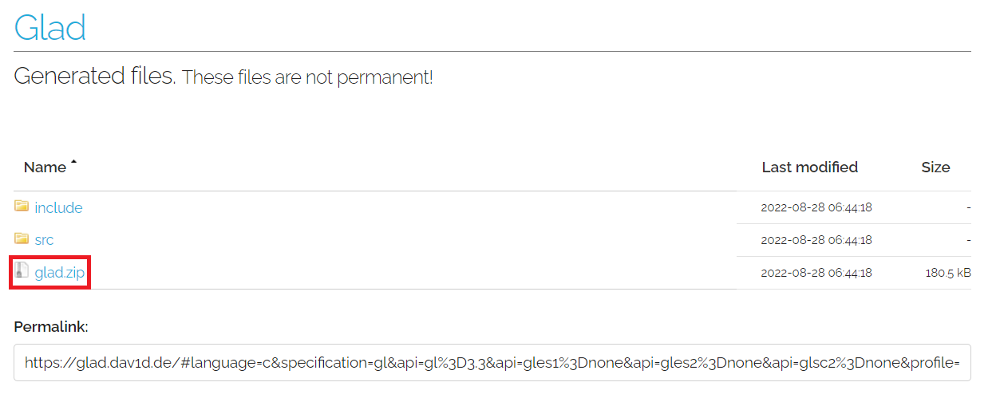 Glad
Generated files. These files are not permanent!
Name Last modified Size
include 2022-08-28 06:44:18 -
src 2022-08-28 06:44:18 -
glad.zip 2022-08-28 06:44:18 180.5 kB
Permalink:
https://glad.dav1d.de/#language=c&specification=gl&api=gl%3D3.3&api=gles1%3Dnone&api=gles2%3Dnone&api=glsc2%3Dnone&profile=